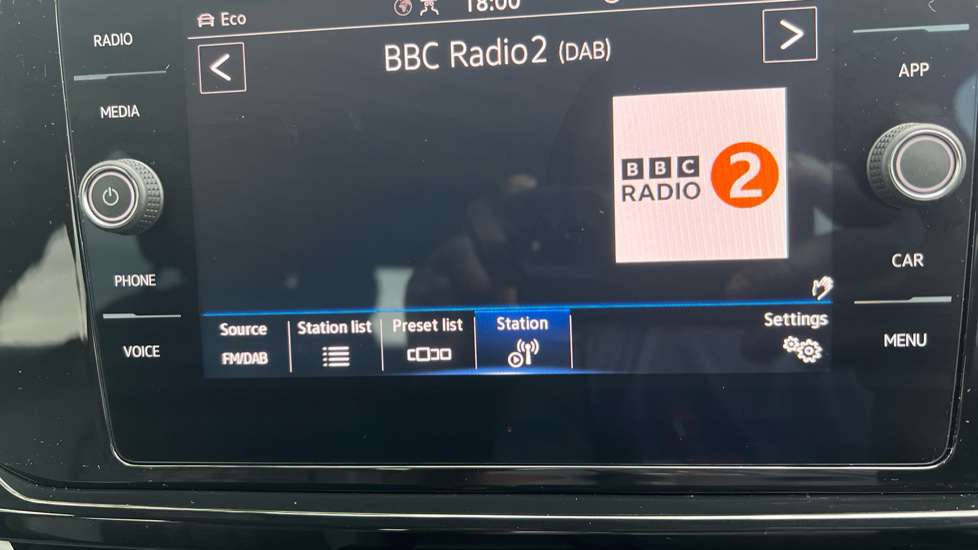 Eco
18:00
RADIO
BBC Radio2 (DAB)
APP
MEDIA
BBC
RADIO 2
PHONE
CAR
Source
FM/DAB
Station list
Preset list
Station
Settings
VOICE
MENU